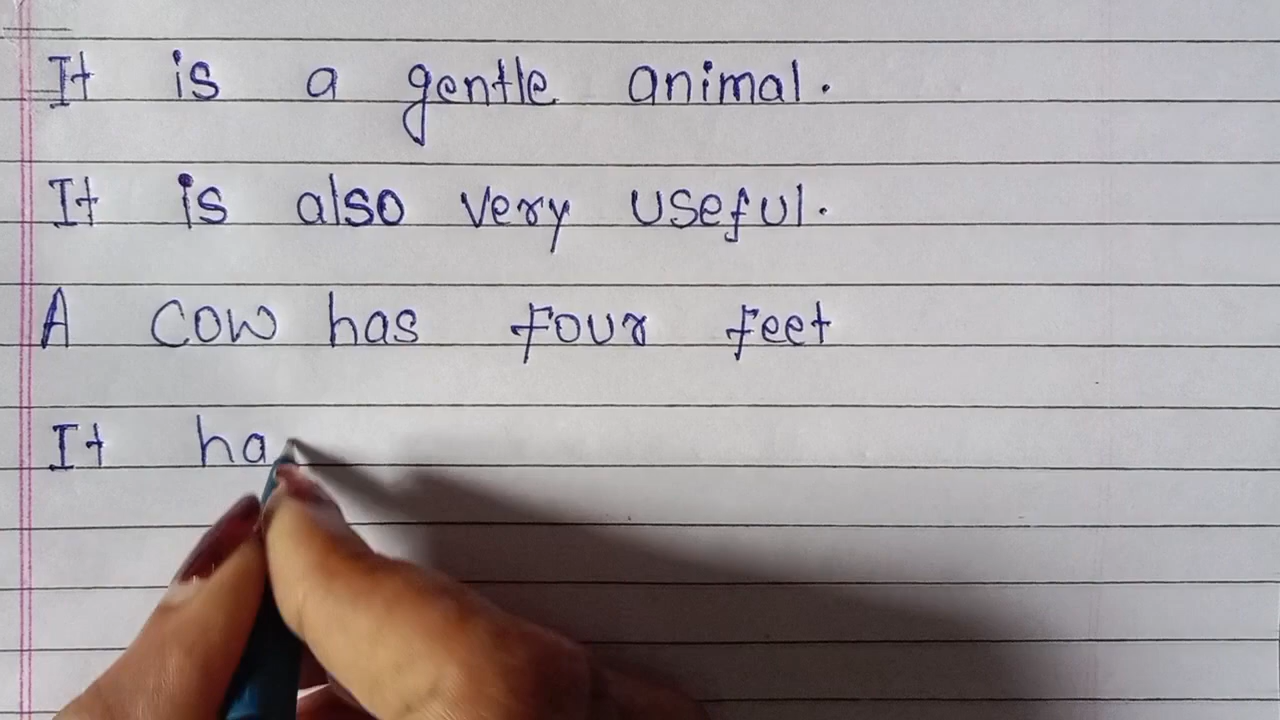 It is a gentle animal.
It is also very useful.
A cow has four feet
It ha